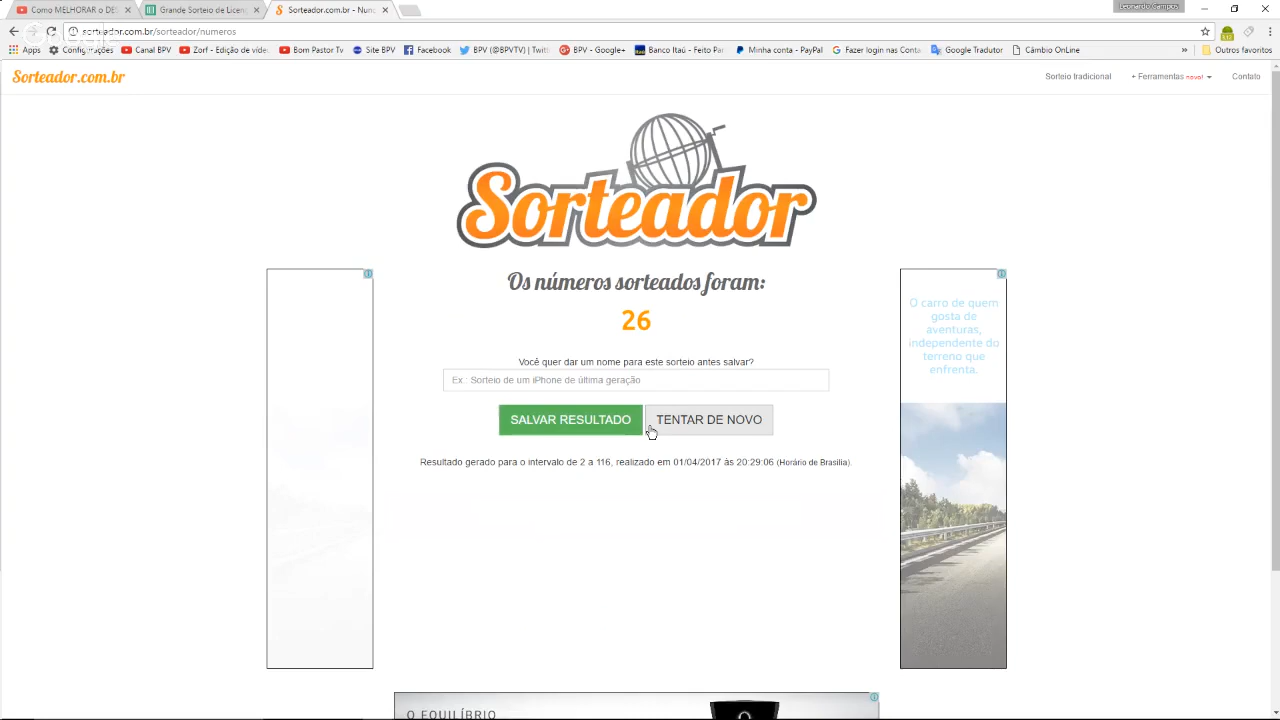 Leonardo Campos
Como MELHORAR o DE
Grande Sorteio de Licen
Sorteador.com.br - Nunc
sorteador.com.br/sorteador/numeros
Apps
Conquiste
Canal BPV
Zorf - Edição de víde
Bom Pastor Tv
Site BPV
Facebook
BPV (@BPVTV) | Twitt
BPV - Google+
Banco Itaú - Feito Par
Minha conta - PayPal
Fazer login nas Conta
Google Tradutor
Câmbio OnLine
»
Outros favoritos
Sorteador.com.br
Sorteio tradicional
+ Ferramentas novo!
Contato
Sorteador
Os números sorteados foram:
26
Você quer dar um nome para este sorteio antes salvar?
Ex.: Sorteio de um iPhone de última geração
SALVAR RESULTADO
TENTAR DE NOVO
Resultado gerado para o intervalo de 2 a 116, realizado em 01/04/2017 às 20:29:06 (Horário de Brasilia).
O carro de quem
gosta de
aventuras,
independente do
terreno que
enfrenta.
O EQUILÍBRIO